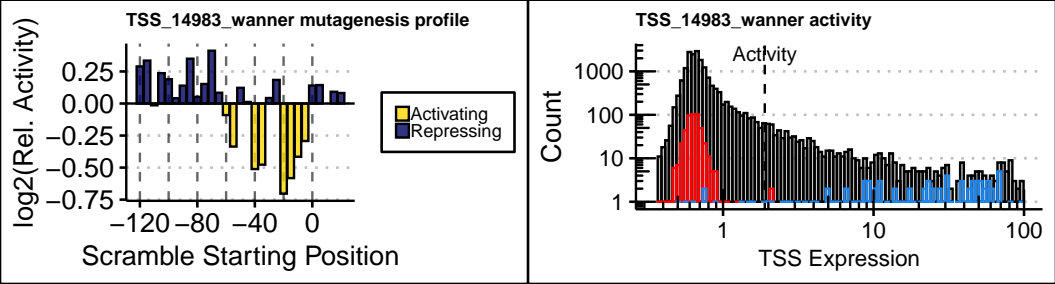 TSS_14983_wanner mutagenesis profile
log2(Rel. Activity)
0.25
0.00
−0.25
−0.50
−0.75
−120
−80
−40
0
Scramble Starting Position
Activating
Repressing
TSS_14983_wanner activity
Activity
Count
1000
100
10
1
1
10
100
TSS Expression